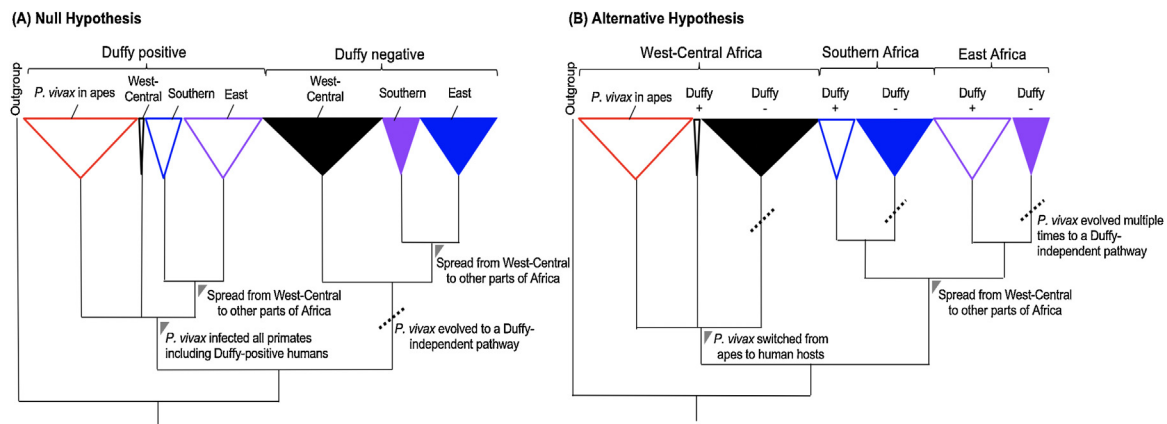 (A) Null Hypothesis
Duffy positive
Duffy negative
Outgroup
P. vivax in apes
West-
Central
Southern
East
West-
Central
Southern
East
Spread from West-Central
to other parts of Africa
Spread from West-Central
to other parts of Africa
P. vivax infected all primates
including Duffy-positive humans
P. vivax evolved to a Duffy-
independent pathway
(B) Alternative Hypothesis
West-Central Africa
Southern Africa
East Africa
Outgroup
P. vivax in apes
Duffy
+
Duffy
-
Duffy
+
Duffy
-
Duffy
+
Duffy
-
P. vivax evolved multiple
times to a Duffy-
independent pathway
Spread from West-Central
to other parts of Africa
P. vivax switched from
apes to human hosts